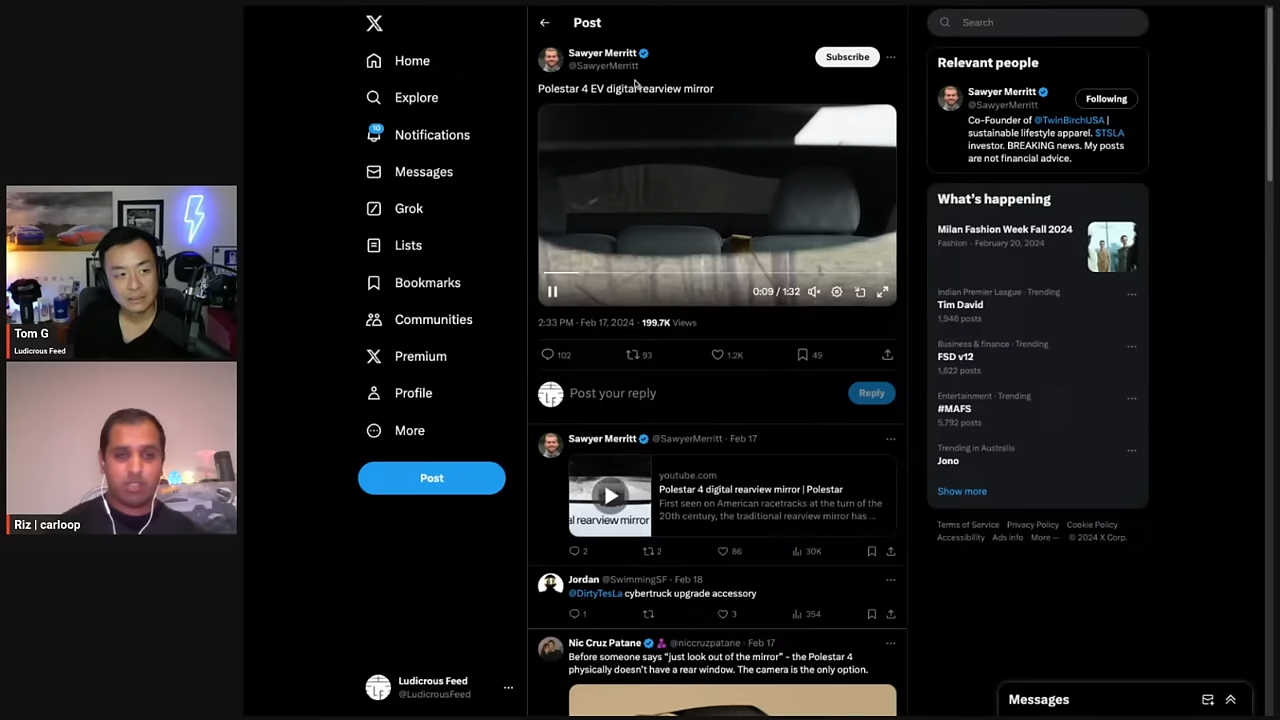 Tom G
Ludicrous Feed
Riz | carloop
Home
Explore
10
Notifications
Messages
Grok
Lists
Bookmarks
Communities
Premium
Profile
More
Post
Ludicrous Feed
@LudicrousFeed
Post
Sawyer Merritt
@SawyerMerritt
Subscribe
Polestar 4 EV digital rearview mirror
0:09 / 1:32
2:33 PM · Feb 17, 2024 · 199.7K Views
102
93
1.2K
49
LF
Post your reply
Reply
Sawyer Merritt @SawyerMerritt · Feb 17
al rearview mirror
youtube.com
Polestar 4 digital rearview mirror | Polestar
First seen on American racetracks at the turn of the
20th century, the traditional rearview mirror has ...
2
2
86
30K
Jordan @SwimmingSF · Feb 18
@DirtyTesLa cybertruck upgrade accessory
1
3
354
Nic Cruz Patane @niccruzpatane · Feb 17
Before someone says “just look out of the mirror” - the Polestar 4
physically doesn't have a rear window. The camera is the only option.
Search
Relevant people
Sawyer Merritt
@SawyerMerritt
Following
Co-Founder of @TwinBirchUSA |
sustainable lifestyle apparel. $TSLA
investor. BREAKING news. My posts
are not financial advice.
What's happening
Milan Fashion Week Fall 2024
Fashion · February 20, 2024
Indian Premier League · Trending
Tim David
1,946 posts
Business & finance · Trending
FSD v12
1,622 posts
Entertainment · Trending
#MAFS
5,792 posts
Trending in Australia
Jono
Show more
Terms of Service Privacy Policy Cookie Policy
Accessibility Ads info More ··· © 2024 X Corp.
Messages